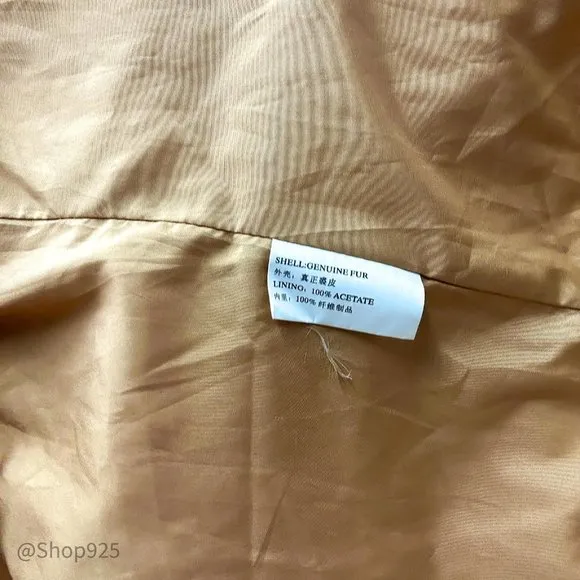 SHELL:GENUINE FUR
外壳: 真正裘皮
LINING: 100% ACETATE
内里: 100% 纤维制品
@Shop925